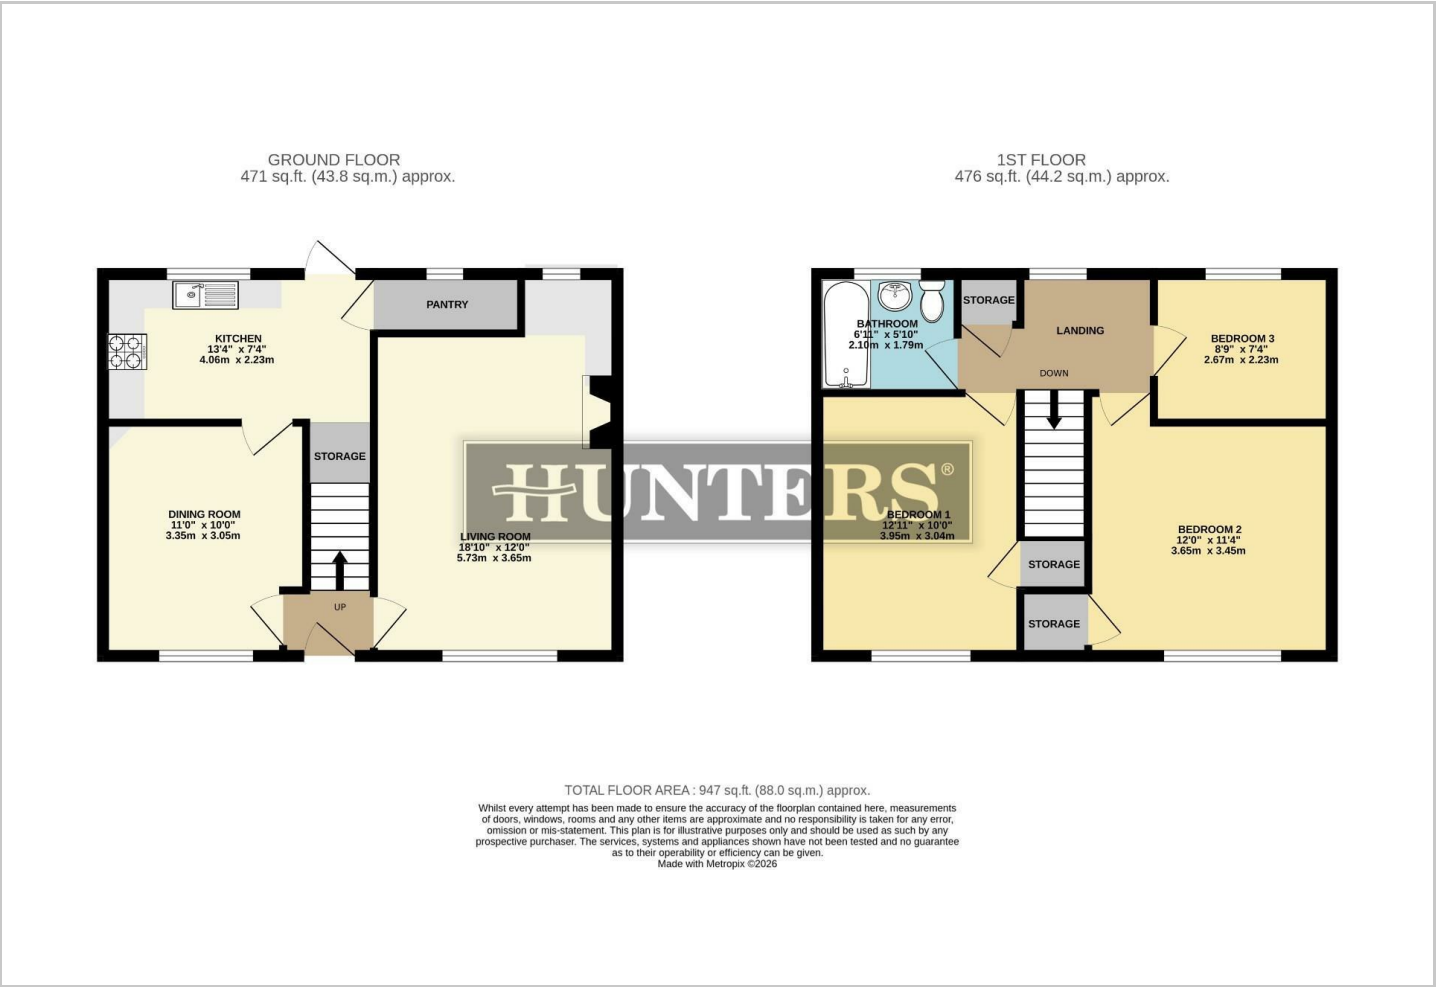 GROUND FLOOR
471 sq.ft. (43.8 sq.m.) approx.
1ST FLOOR
476 sq.ft. (44.2 sq.m.) approx.
PANTRY
KITCHEN
13'4" x 7'4"
4.06m x 2.23m
STORAGE
DINING ROOM
11'0" x 10'0"
3.35m x 3.05m
LIVING ROOM
18'10" x 12'0"
5.73m x 3.65m
UP
HUNTERS®
STORAGE
BATHROOM
6'11" x 5'10"
2.10m x 1.79m
LANDING
BEDROOM 3
8'9" x 7'4"
2.67m x 2.23m
DOWN
BEDROOM 1
12'11" x 10'0"
3.95m x 3.04m
BEDROOM 2
12'0" x 11'4"
3.65m x 3.45m
STORAGE
STORAGE
TOTAL FLOOR AREA : 947 sq.ft. (88.0 sq.m.) approx.
Whilst every attempt has been made to ensure the accuracy of the floorplan contained here, measurements
of doors, windows, rooms and any other items are approximate and no responsibility is taken for any error,
omission or mis-statement. This plan is for illustrative purposes only and should be used as such by any
prospective purchaser. The services, systems and appliances shown have not been tested and no guarantee
as to their operability or efficiency can be given.
Made with Metropix ©2026